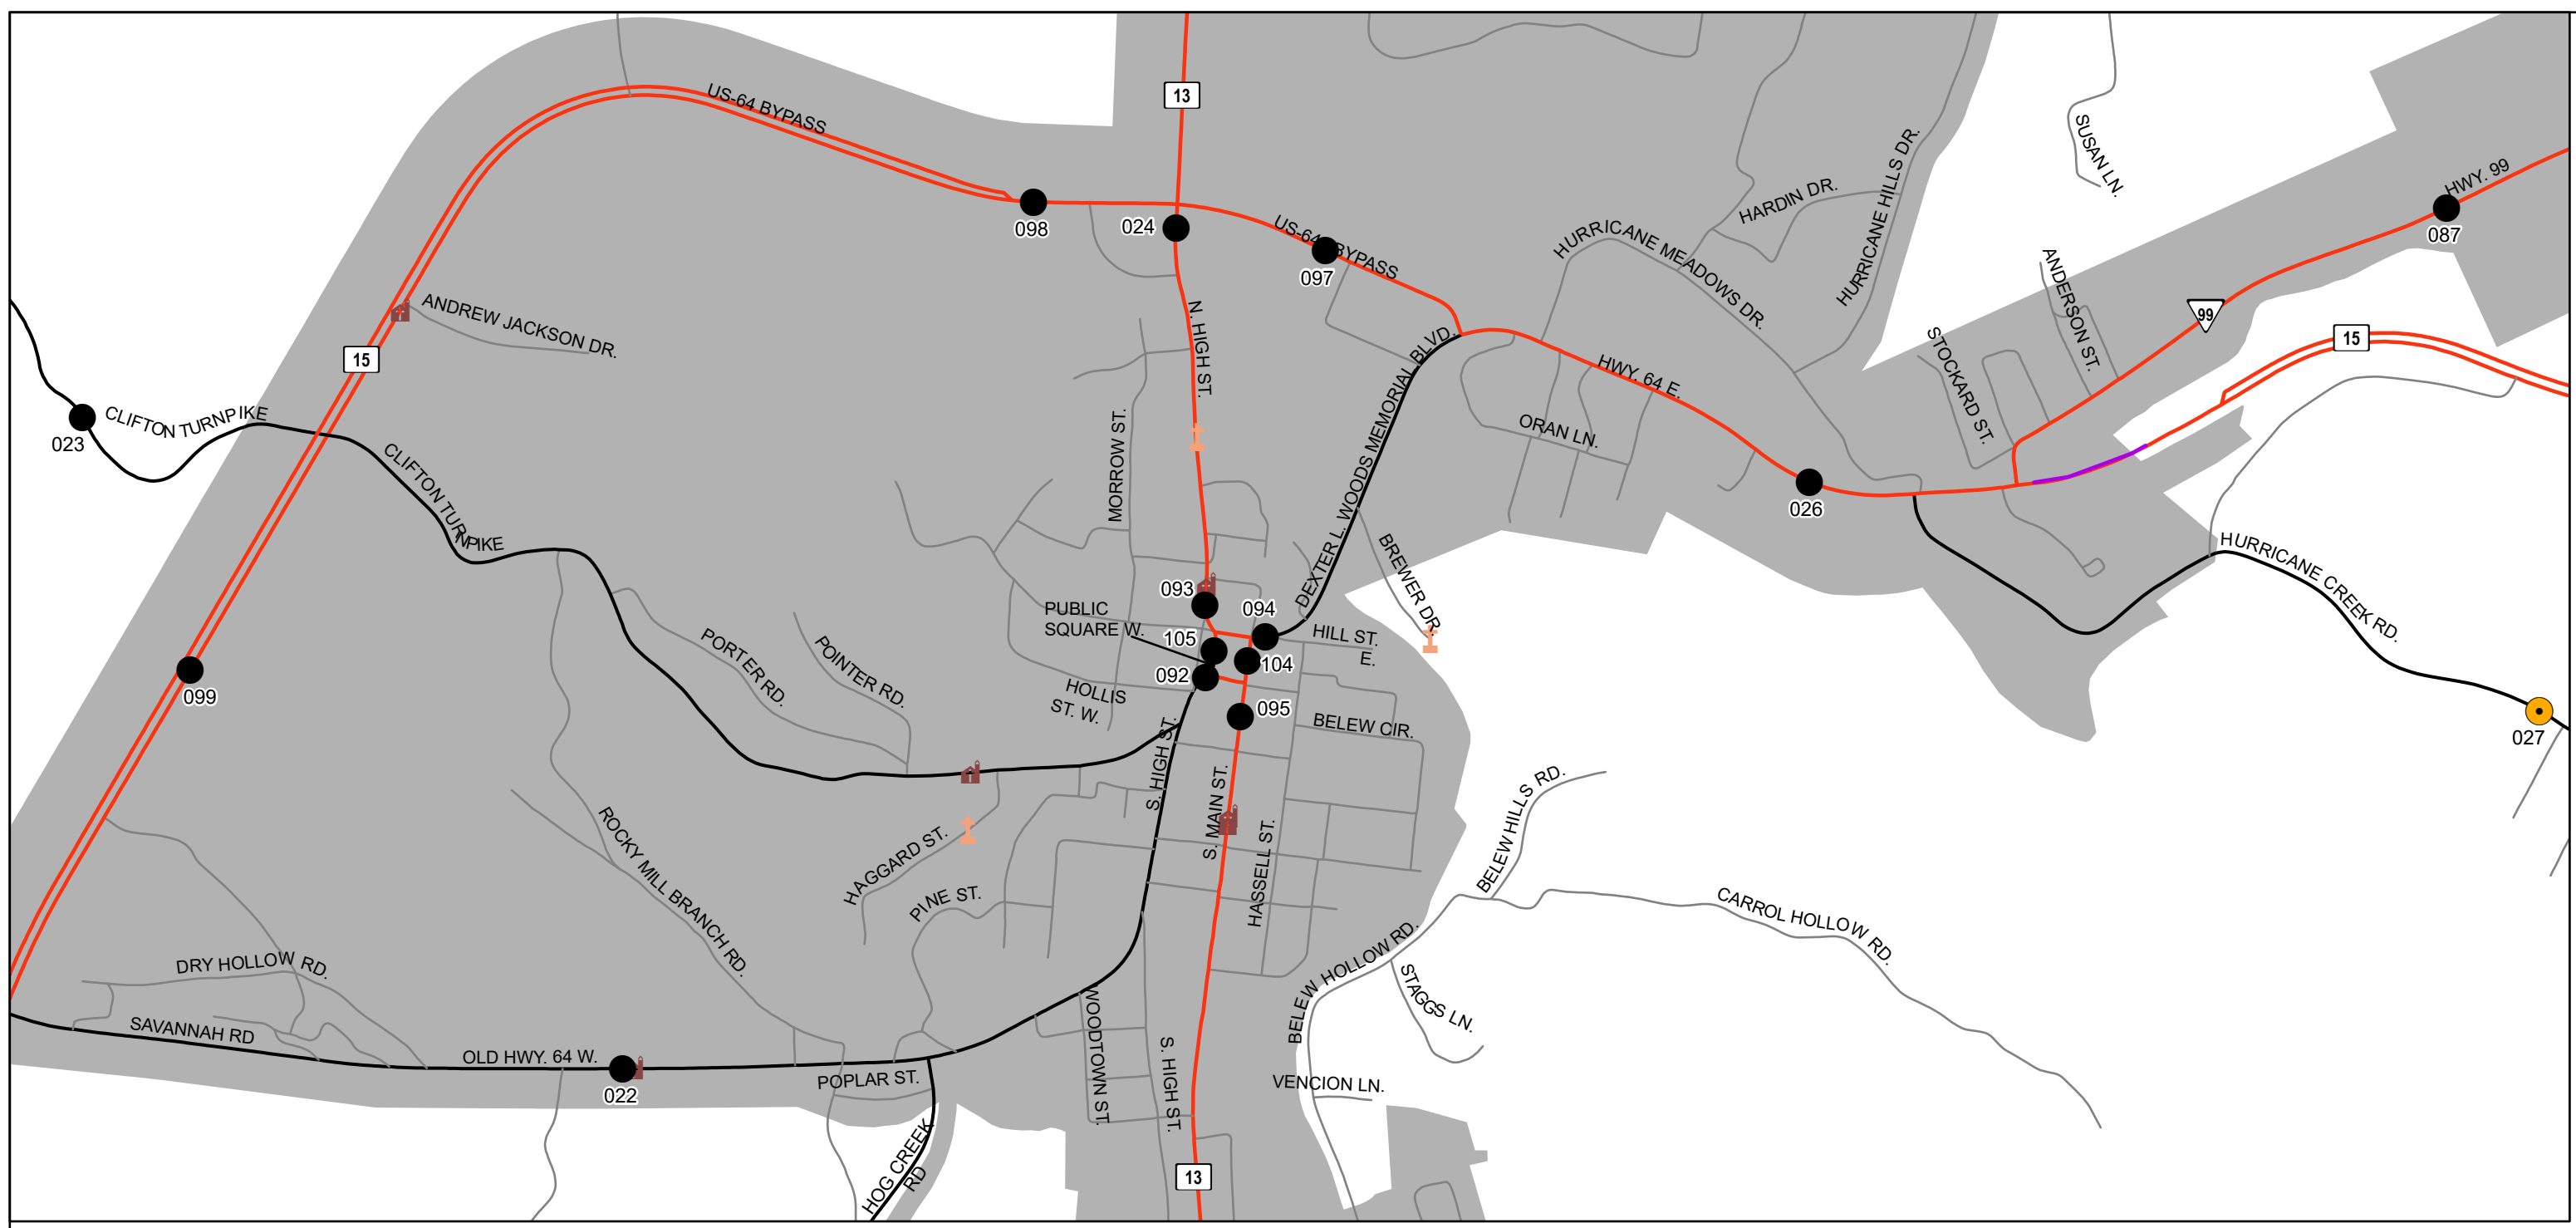 US-64 BYPASS
13
SUSAN LN.
HURRICANE HILLS DR.
HARDIN DR.
HWY. 99
087
098
024
US-64 BYPASS
097
HURRICANE MEADOWS DR.
ANDERSON ST.
99
15
ANDREW JACKSON DR.
15
N. HIGH ST.
DEXTER L. WOODS MEMORIAL BLVD.
HWY. 64 E.
STOCKARD ST.
023
CLIFTON TURNPIKE
CLIFTON TURNPIKE
MORROW ST.
ORAN LN.
026
BREWER DR.
HURRICANE CREEK RD.
093
094
PUBLIC
SQUARE W.
105
HILL ST.
E.
104
092
PORTER RD.
POINTER RD.
HOLLIS
ST. W.
099
095
BELEW CIR.
027
S. HIGH ST.
S. MAIN ST.
HASSELL ST.
BELEW HILLS RD.
ROCKY MILL BRANCH RD.
HAGGARD ST.
PINE ST.
CARROL HOLLOW RD.
BELEW HOLLOW RD.
STAGGS LN.
DRY HOLLOW RD.
SAVANNAH RD
OLD HWY. 64 W.
022
POPLAR ST.
WOODTOWN ST.
S. HIGH ST.
VENCION LN.
HOG CREEK
RD
13